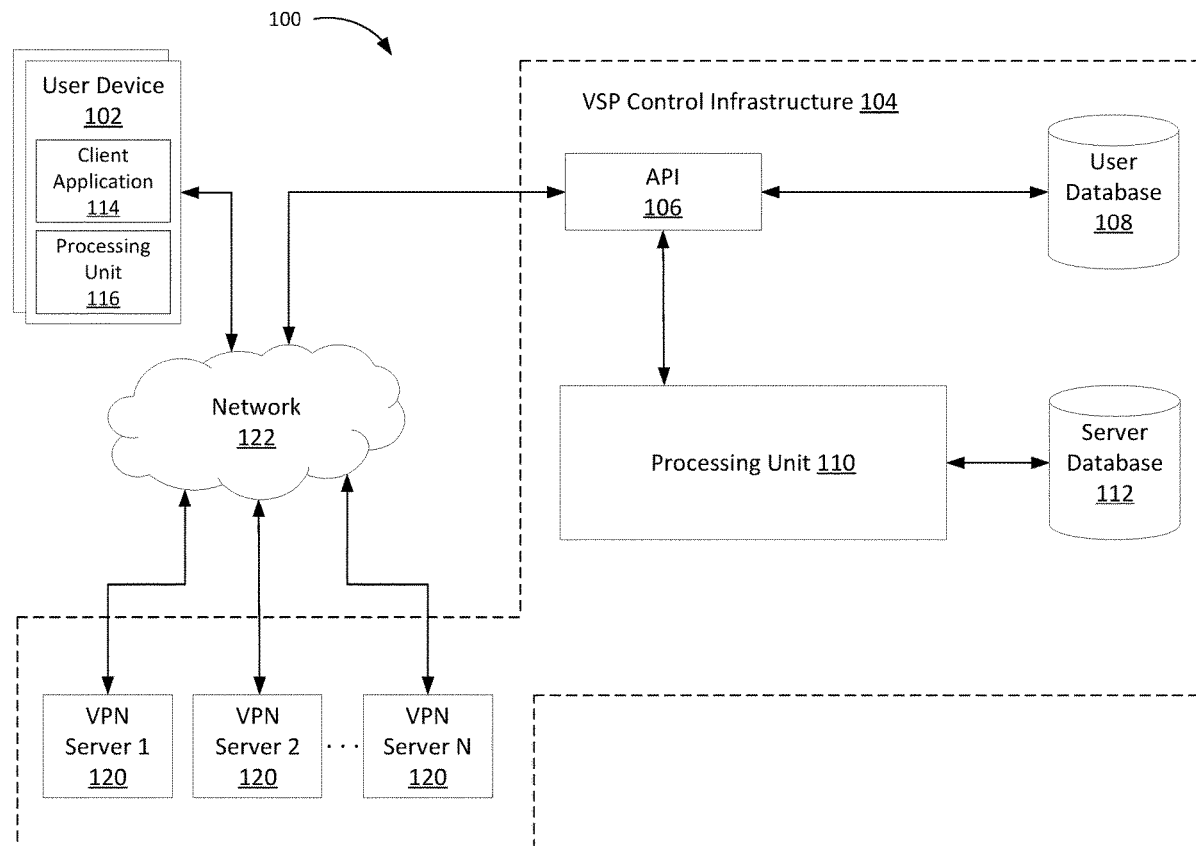 100
User Device
102
Client
Application
114
Processing
Unit
116
VSP Control Infrastructure 104
API
106
User
Database
108
Network
122
Processing Unit 110
Server
Database
112
VPN
Server 1
120
VPN
Server 2
120
...
VPN
Server N
120